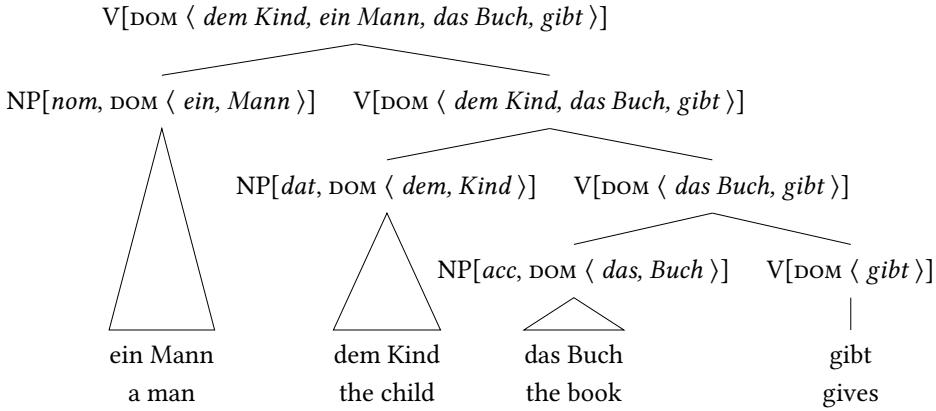 V[DOM ⟨ dem Kind, ein Mann, das Buch, gibt ⟩]
NP[nom, DOM ⟨ ein, Mann ⟩] V[DOM ⟨ dem Kind, das Buch, gibt ⟩]
NP[dat, DOM ⟨ dem, Kind ⟩] V[DOM ⟨ das Buch, gibt ⟩]
NP[acc, DOM ⟨ das, Buch ⟩] V[DOM ⟨ gibt ⟩]
ein Mann dem Kind das Buch gibt
a man the child the book gives